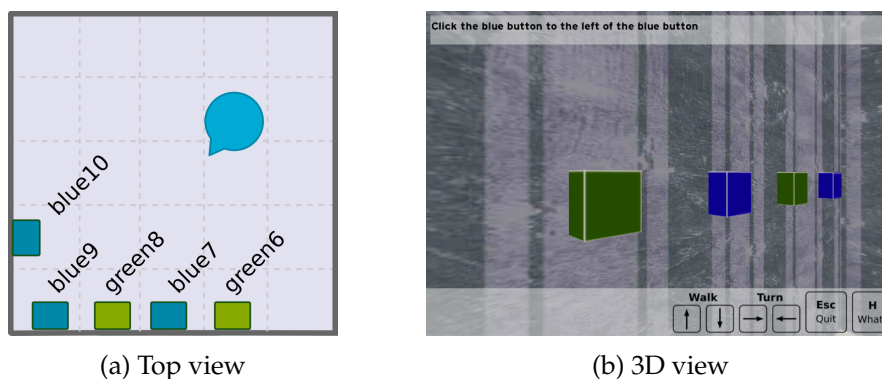 blue10
blue9
green8
blue7
green6
(a) Top view
Click the blue button to the left of the blue button
Walk
Turn
Esc
Quit
H
What
(b) 3D view